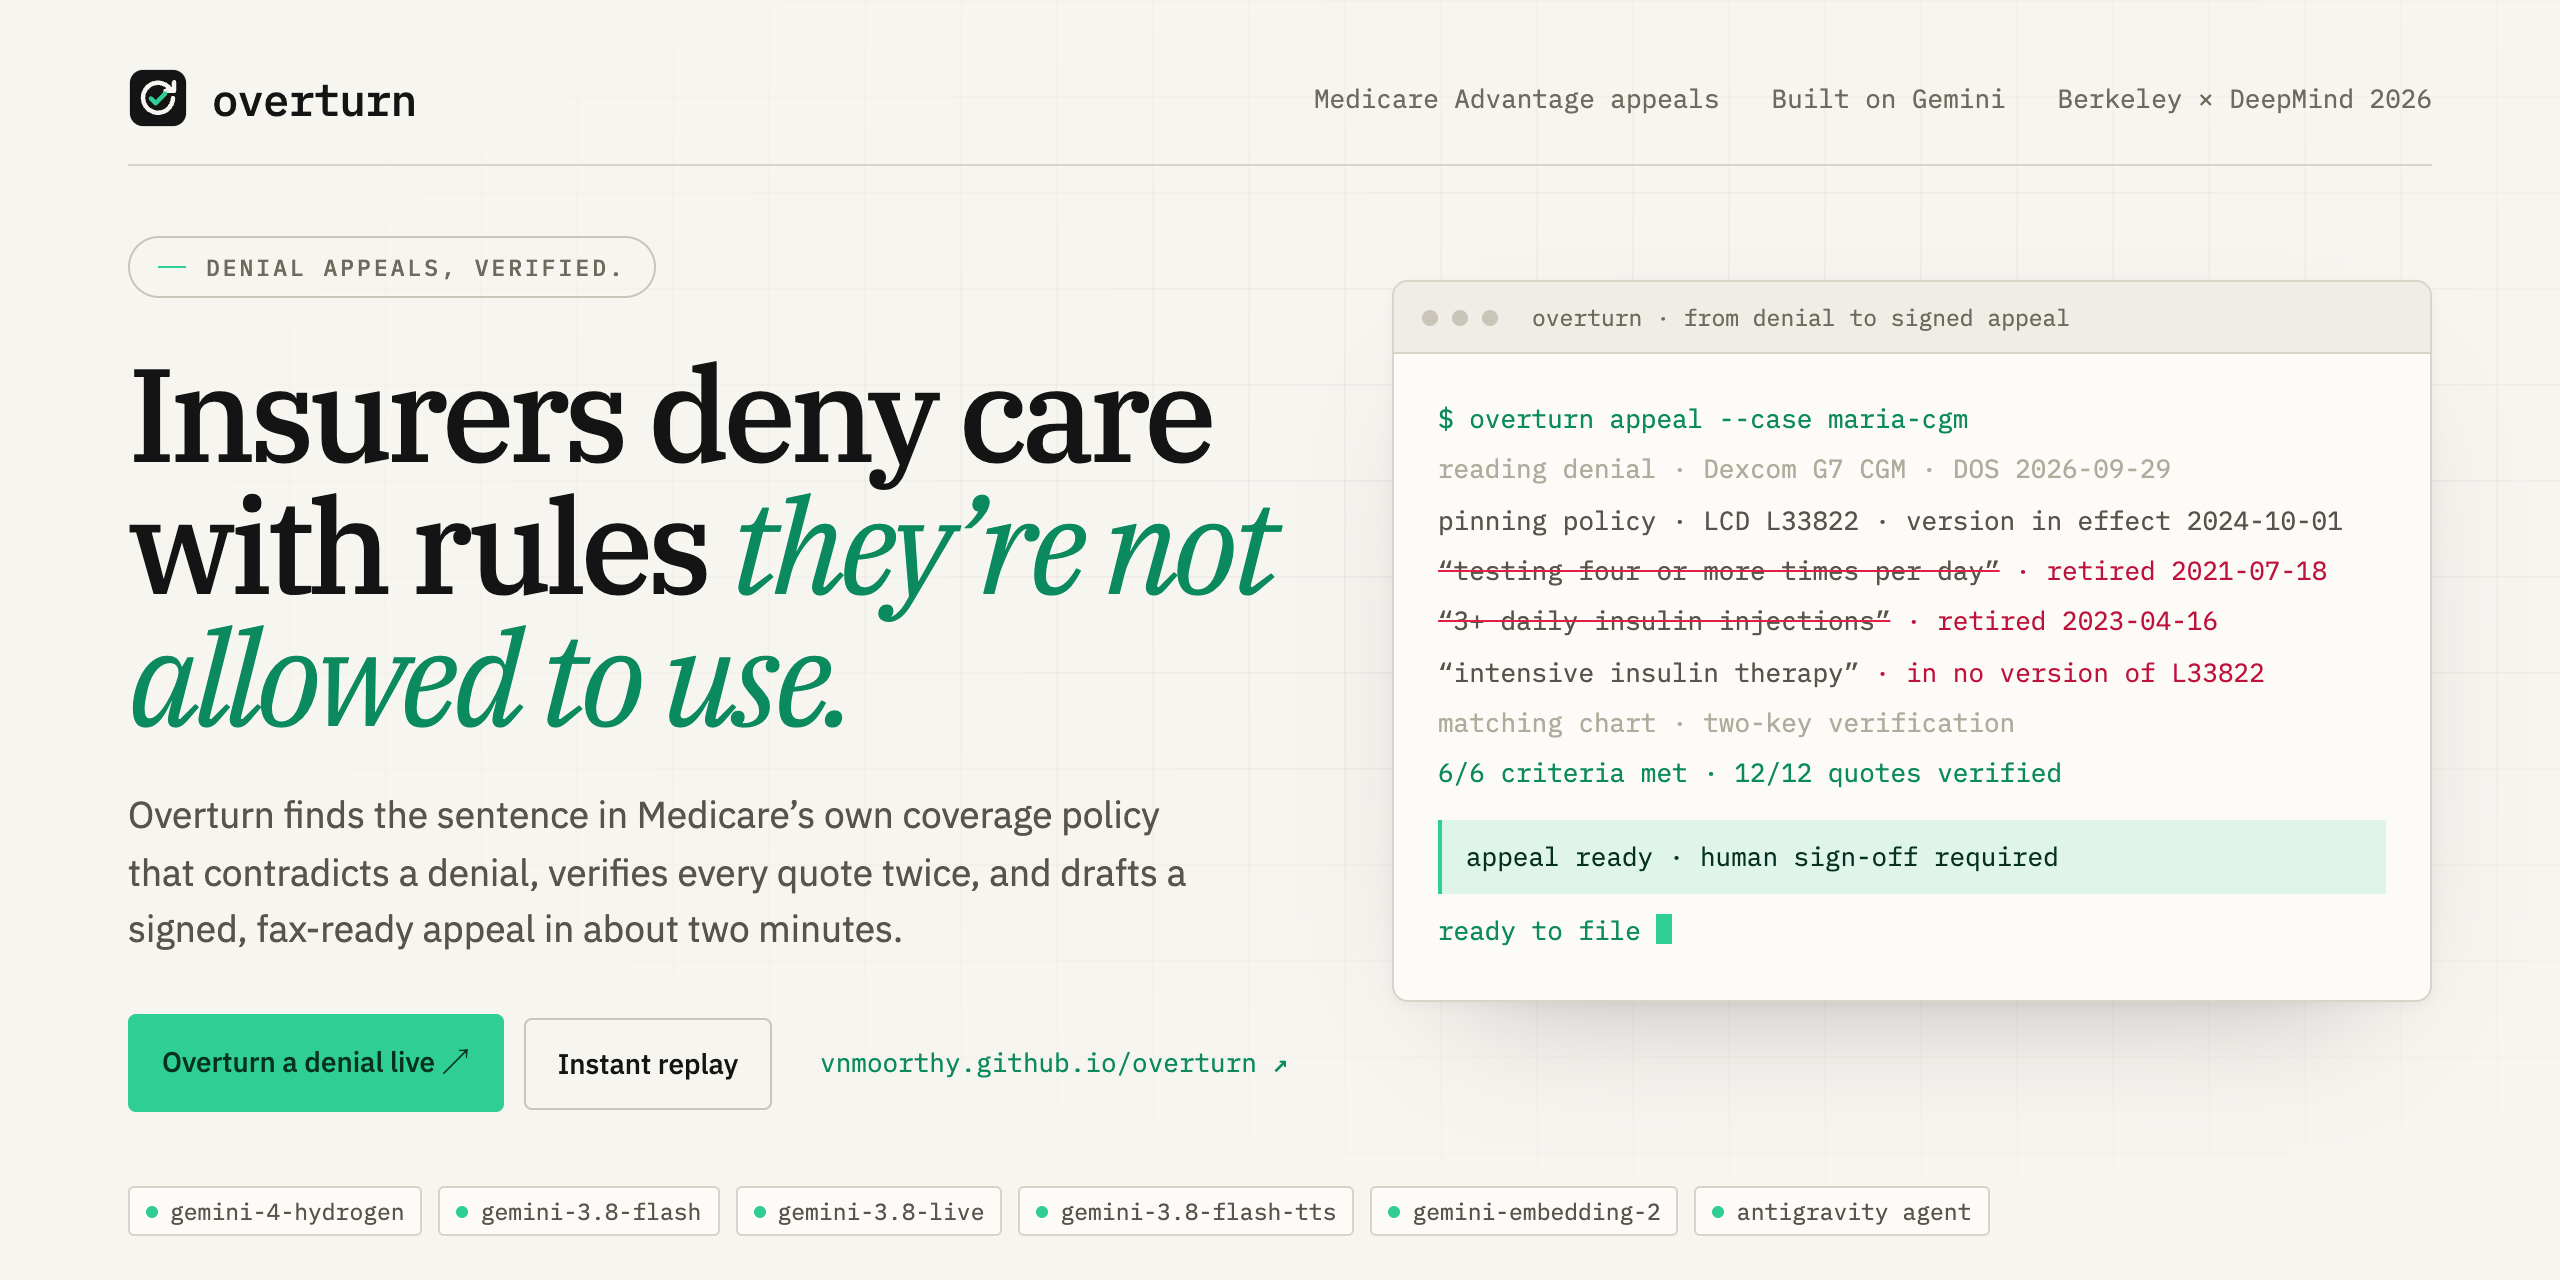 overturn
Medicare Advantage appeals
Built on Gemini
Berkeley × DeepMind 2026
— DENIAL APPEALS, VERIFIED.
Insurers deny care
with rules they’re not
allowed to use.
Overturn finds the sentence in Medicare’s own coverage policy
that contradicts a denial, verifies every quote twice, and drafts a
signed, fax-ready appeal in about two minutes.
Overturn a denial live ↗
Instant replay
vnmoorthy.github.io/overturn ↗
overturn · from denial to signed appeal
$ overturn appeal --case maria-cgm
reading denial · Dexcom G7 CGM · DOS 2026-09-29
pinning policy · LCD L33822 · version in effect 2024-10-01
“testing four or more times per day” · retired 2021-07-18
“3+ daily insulin injections” · retired 2023-04-16
“intensive insulin therapy” · in no version of L33822
matching chart · two-key verification
6/6 criteria met · 12/12 quotes verified
appeal ready · human sign-off required
ready to file
gemini-4-hydrogen
gemini-3.8-flash
gemini-3.8-live
gemini-3.8-flash-tts
gemini-embedding-2
antigravity agent